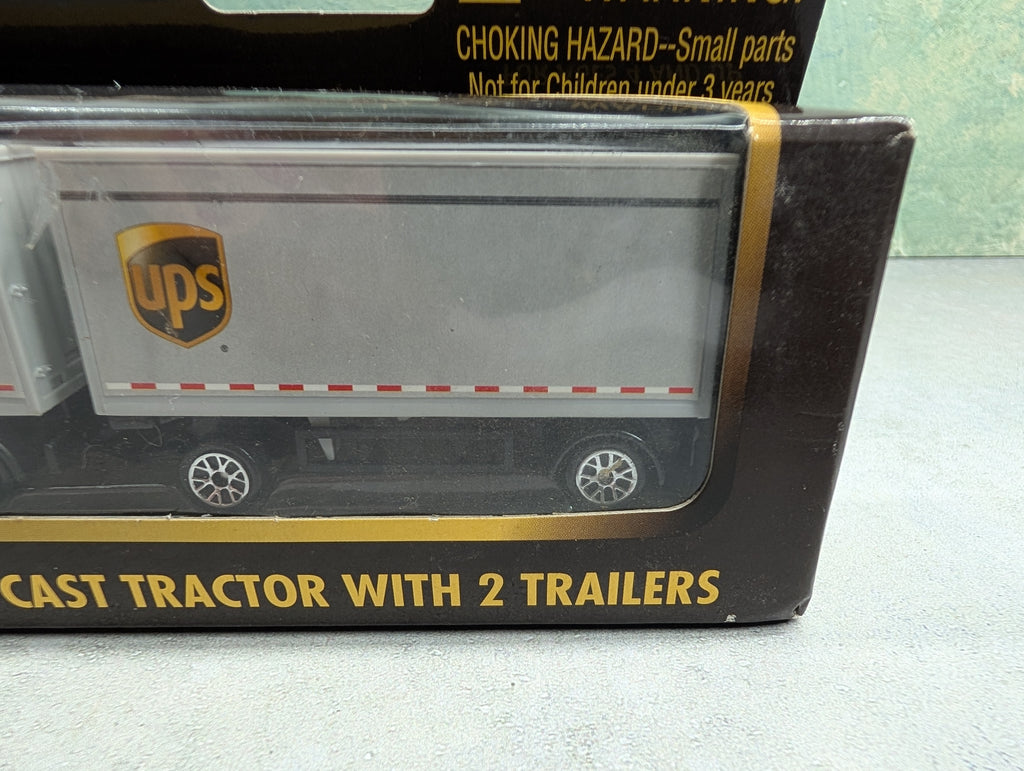 CHOKING HAZARD--Small parts
Not for Children under 3 years
ups
CAST TRACTOR WITH 2 TRAILERS